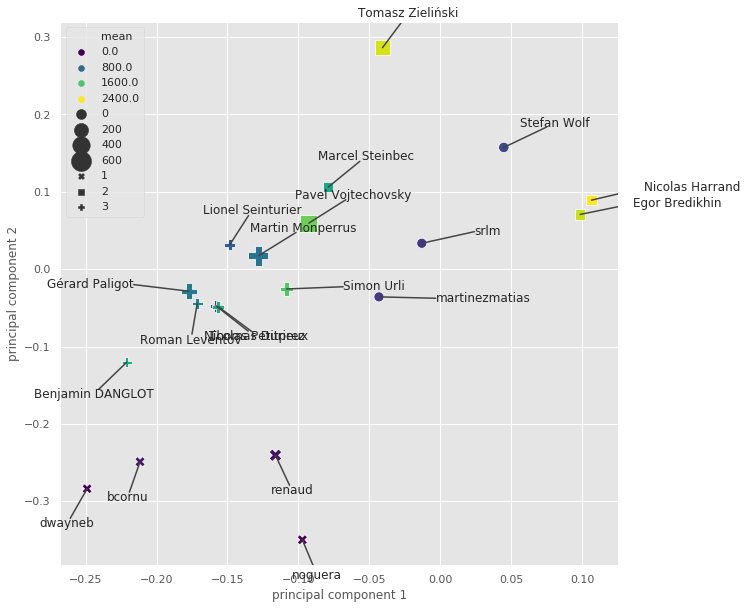 Tomasz Zieliński
0.3
mean
0.0
800.0
1600.0
2400.0
0
200
400
600
1
2
3
Stefan Wolf
0.2
Marcel Steinbec
Nicolas Harrand
Pavel Vojtechovsky
Egor Bredikhin
0.1
Lionel Seinturier
Martin Monperrus
srlm
0.0
Gérard Paligot
Simon Urli
martinezmatias
−0.1
Roman Leventov
Benjamin DANGLOT
−0.2
renaud
bcornu
−0.3
dwayneb
noguera
−0.25
−0.20
−0.15
−0.10
−0.05
0.00
0.05
0.10
principal component 1
principal component 2